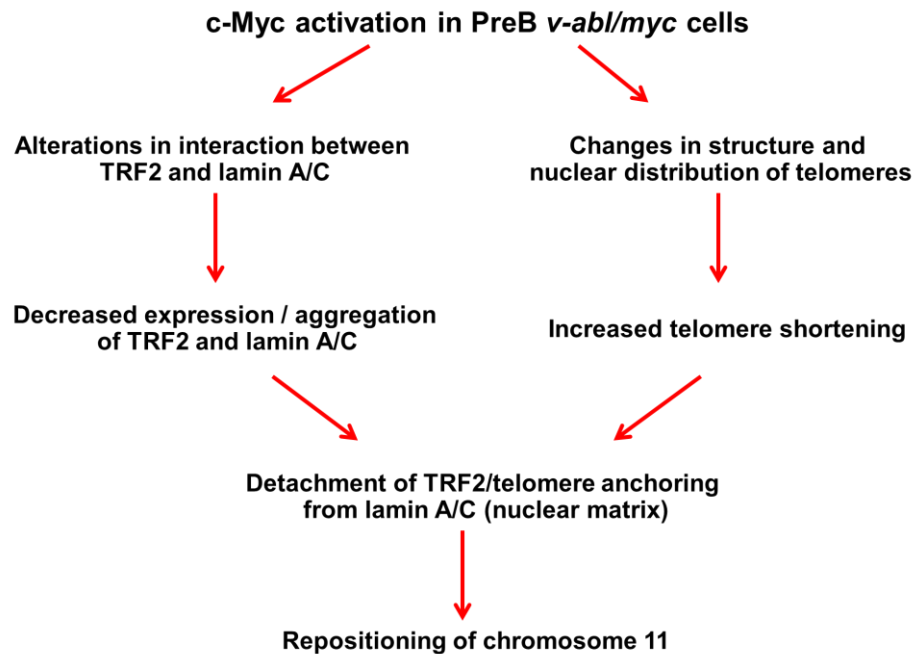 c-Myc activation in PreB v-abl/myc cells
Alterations in interaction between
TRF2 and lamin A/C
Changes in structure and
nuclear distribution of telomeres
Decreased expression / aggregation
of TRF2 and lamin A/C
Increased telomere shortening
Detachment of TRF2/telomere anchoring
from lamin A/C (nuclear matrix)
Repositioning of chromosome 11